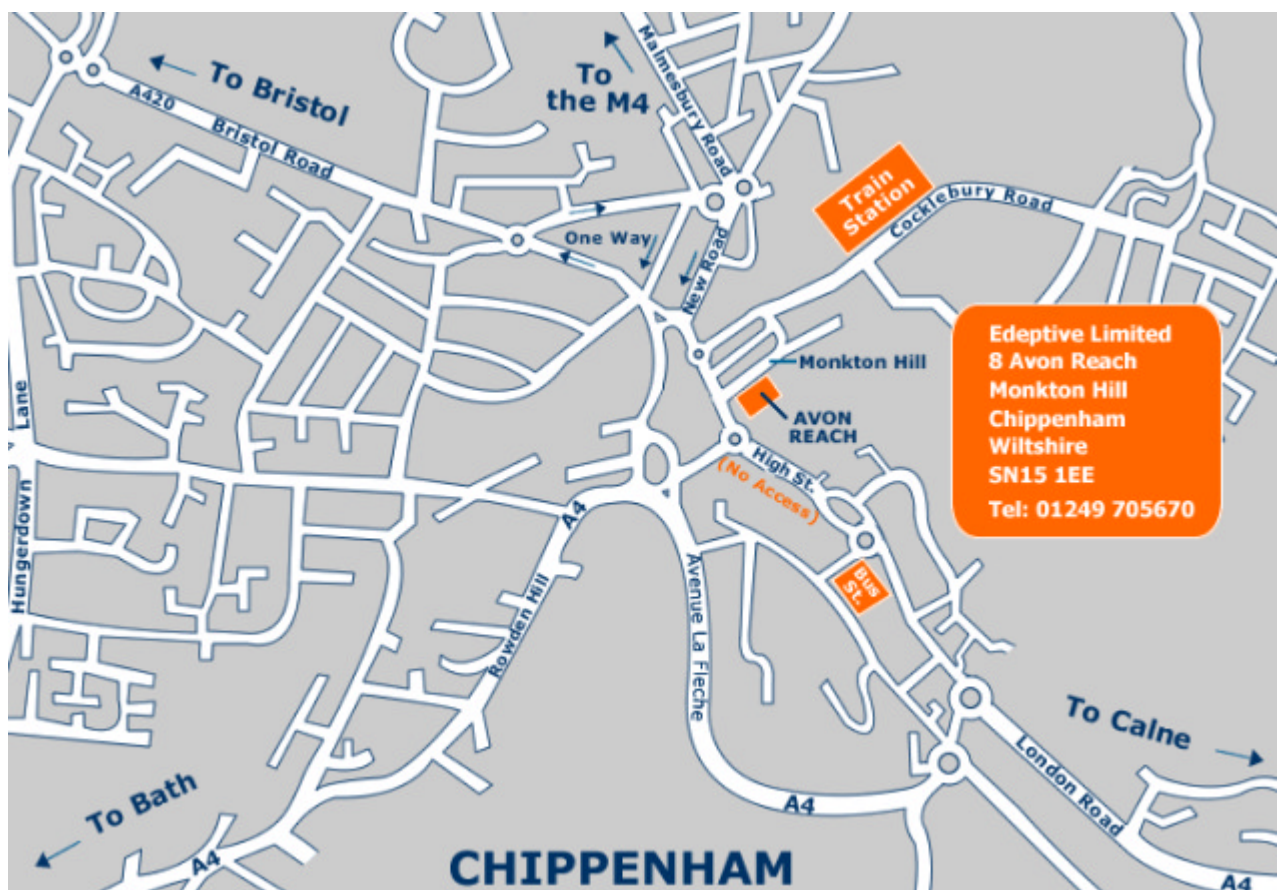 To Bristol
A420
Bristol Road
To
the M4
Malmesbury Road
Train
Station
Cocklebury Road
One Way
New Road
Monkton Hill
AVON
REACH
Edeptive Limited
8 Avon Reach
Monkton Hill
Chippenham
Wiltshire
SN15 1EE
Tel: 01249 705670
Hungerdown Lane
High St.
(No Access)
A4
Rowden Hill
Avenue La Fleche
Bus
St.
To Calne
London Road
To Bath
A4
A4
A4
CHIPPENHAM